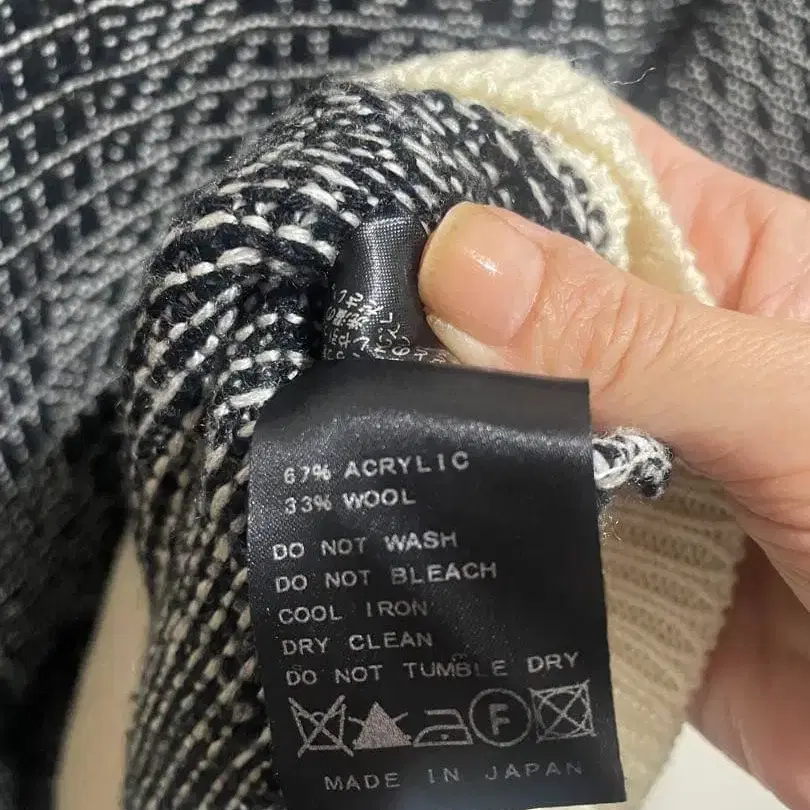 67% ACRYLIC
33% WOOL
DO NOT WASH
DO NOT BLEACH
COOL IRON
DRY CLEAN
DO NOT TUMBLE DRY
F
MADE IN JAPAN